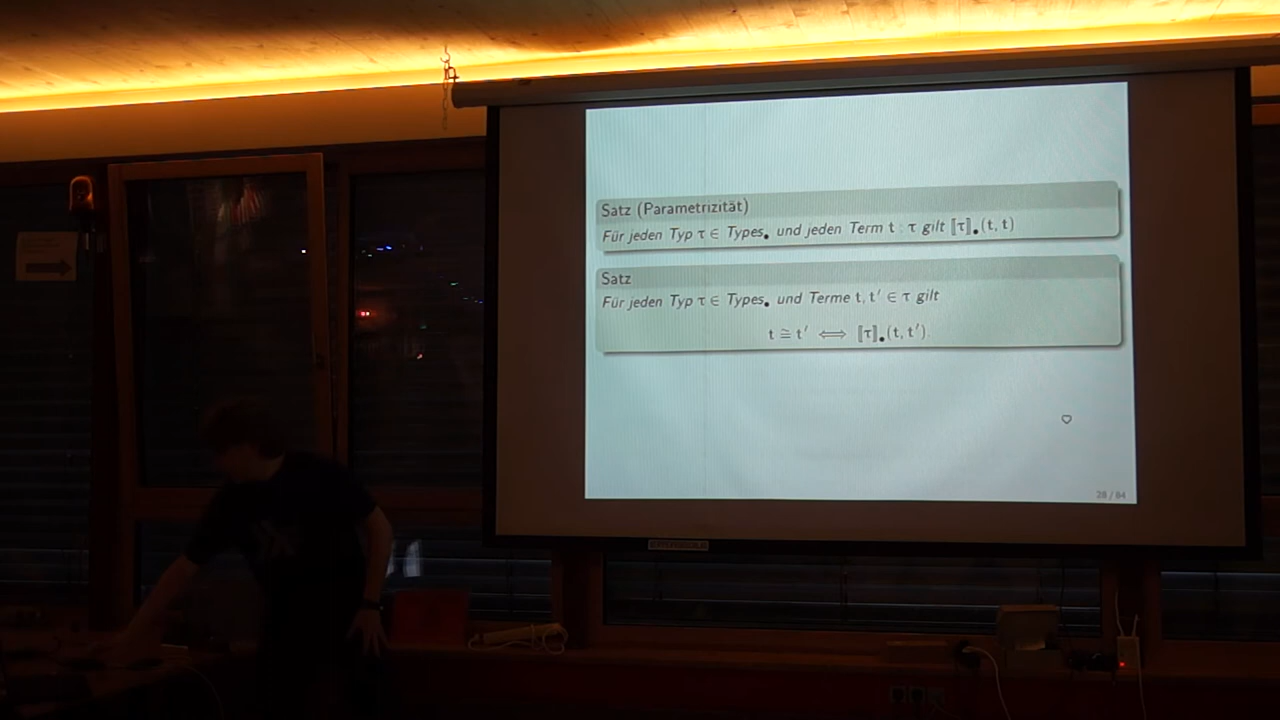 Satz (Parametrizität)
Für jeden Typ τ ∈ Types• und jeden Term t : τ gilt ⟦τ⟧•(t, t)
Satz
Für jeden Typ τ ∈ Types• und Terme t, t′ ∈ τ gilt
t ≅ t′ ⟺ ⟦τ⟧•(t, t′).
28 / 84